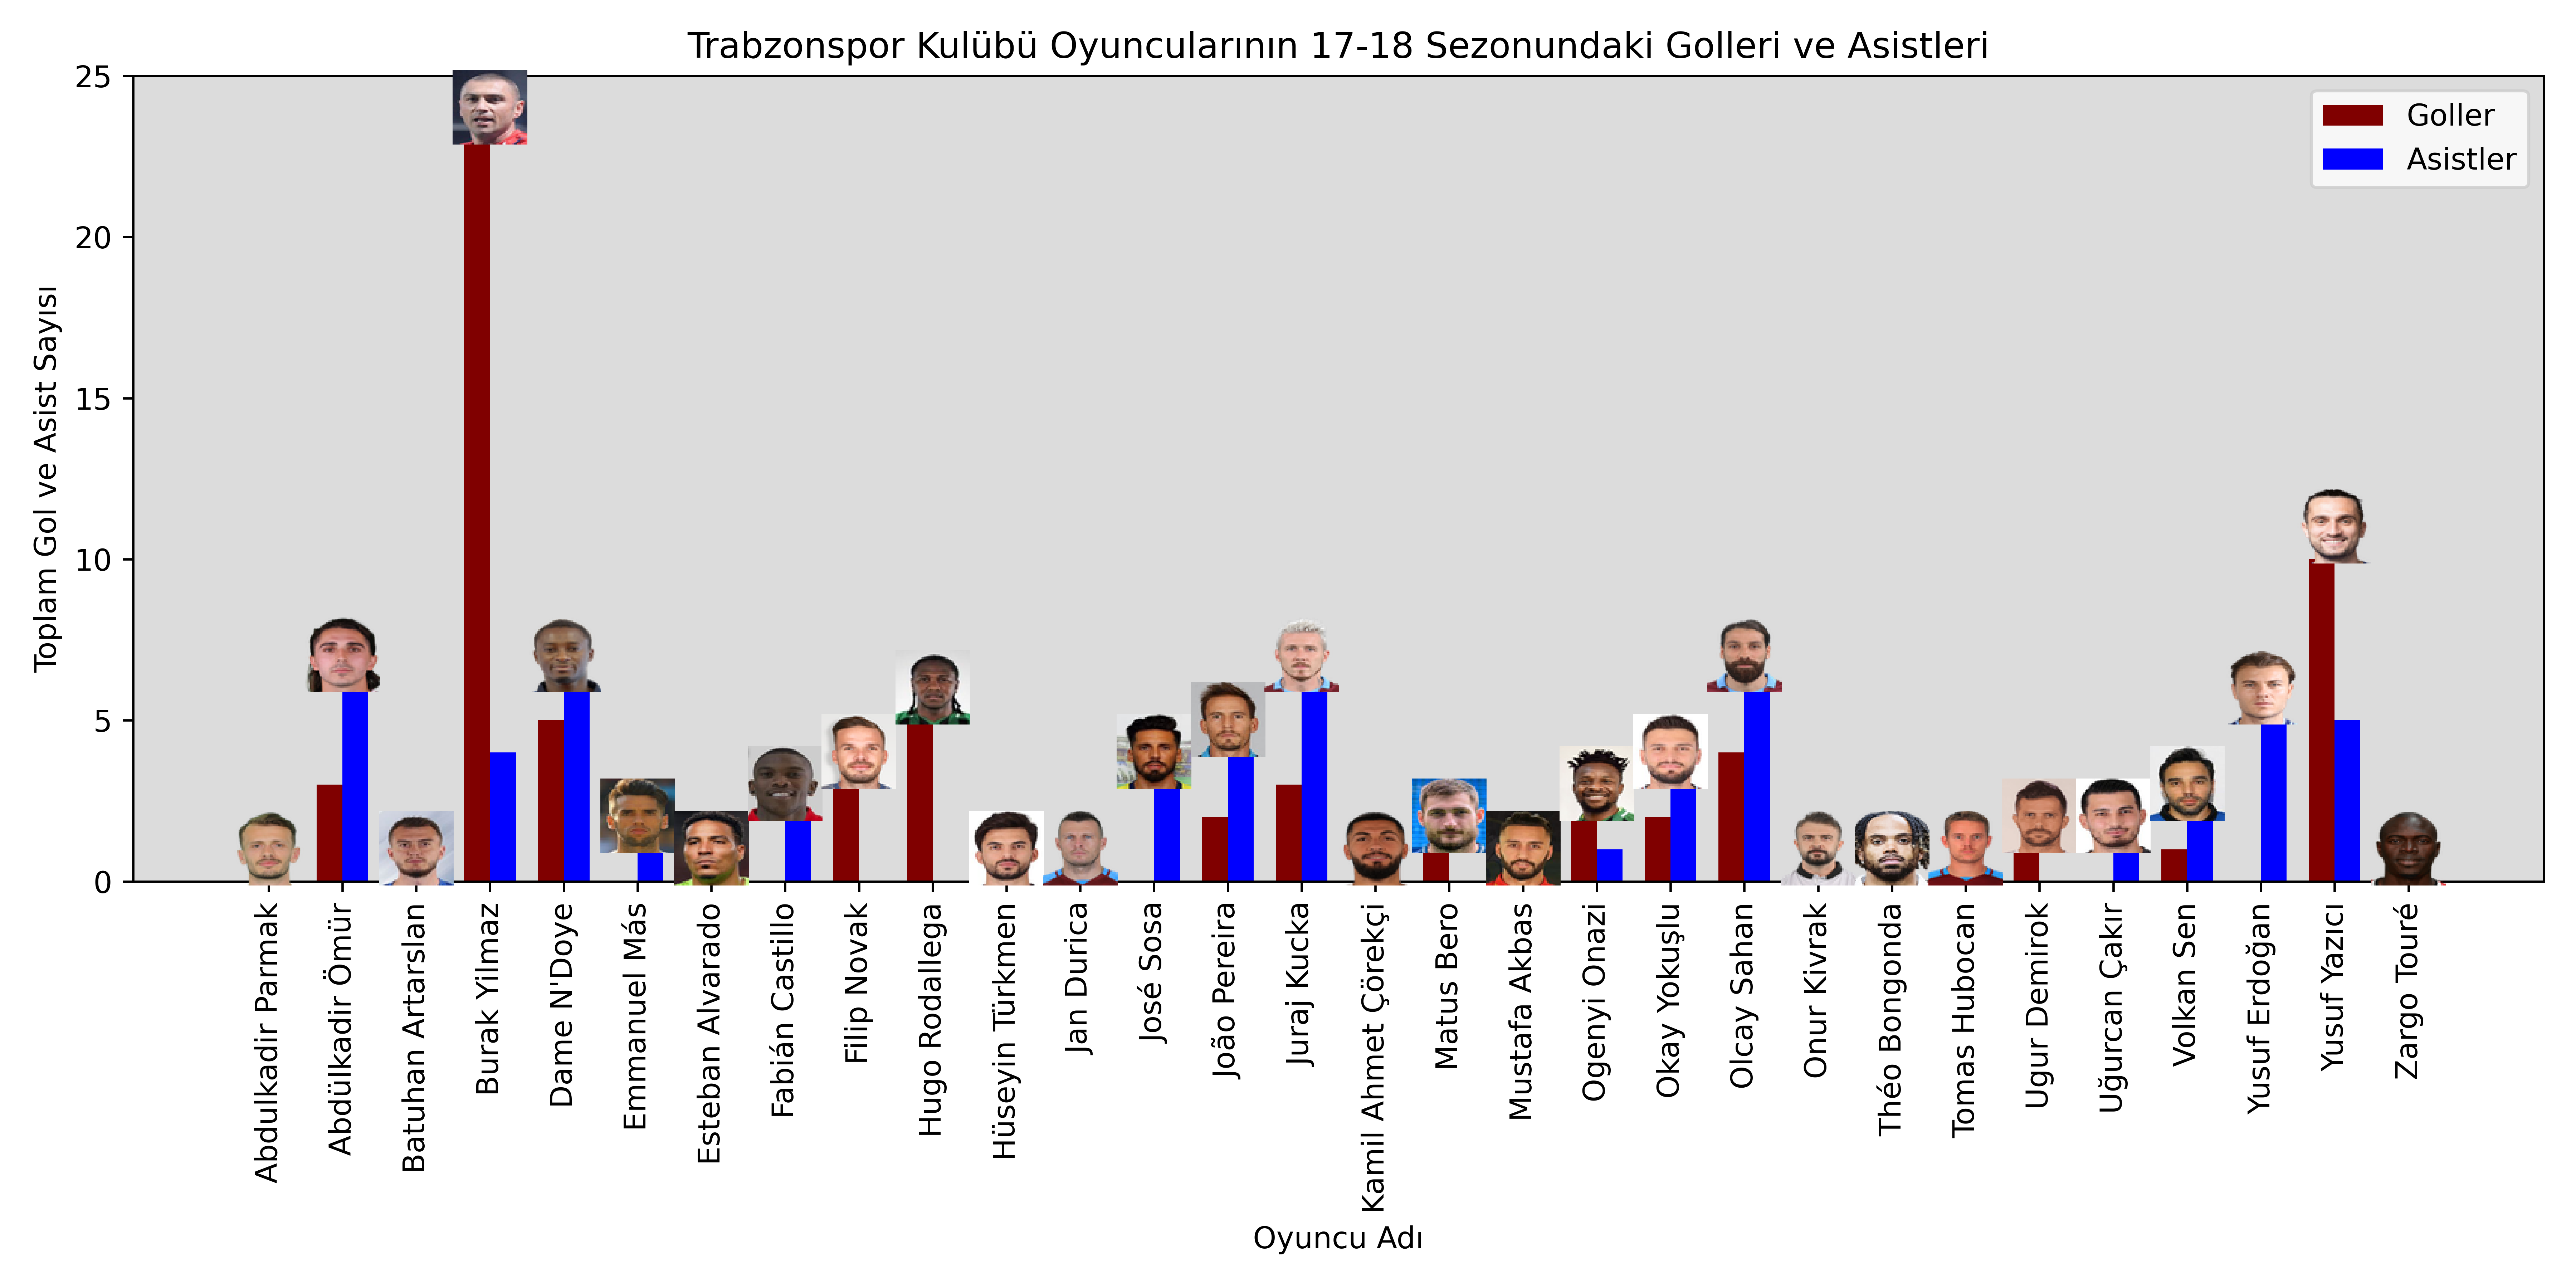 Trabzonspor Kulübü Oyuncularının 17-18 Sezonundaki Golleri ve Asistleri
Toplam Gol ve Asist Sayısı
25
20
15
10
5
0
Goller
Asistler
Abdulkadir Parmak
Abdülkadir Ömür
Batuhan Artarslan
Burak Yilmaz
Dame N'Doye
Emmanuel Más
Esteban Alvarado
Fabián Castillo
Filip Novak
Hugo Rodallega
Hüseyin Türkmen
Jan Durica
José Sosa
João Pereira
Juraj Kucka
Kamil Ahmet Çörekçi
Matus Bero
Mustafa Akbas
Ogenyi Onazi
Okay Yokuşlu
Olcay Sahan
Onur Kivrak
Théo Bongonda
Tomas Hubocan
Ugur Demirok
Uğurcan Çakır
Volkan Sen
Yusuf Erdoğan
Yusuf Yazıcı
Zargo Touré
Oyuncu Adı